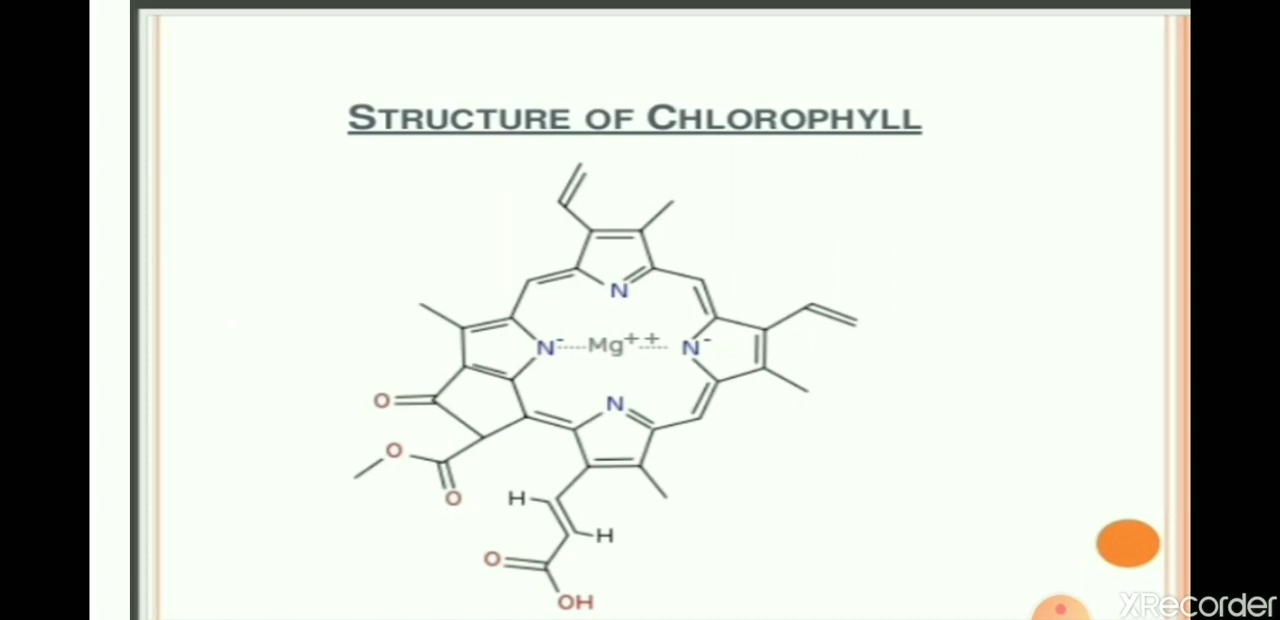 STRUCTURE OF CHLOROPHYLL
N
N- Mg++ N-
O
N
O
O
H
H
O
OH
XRecorder